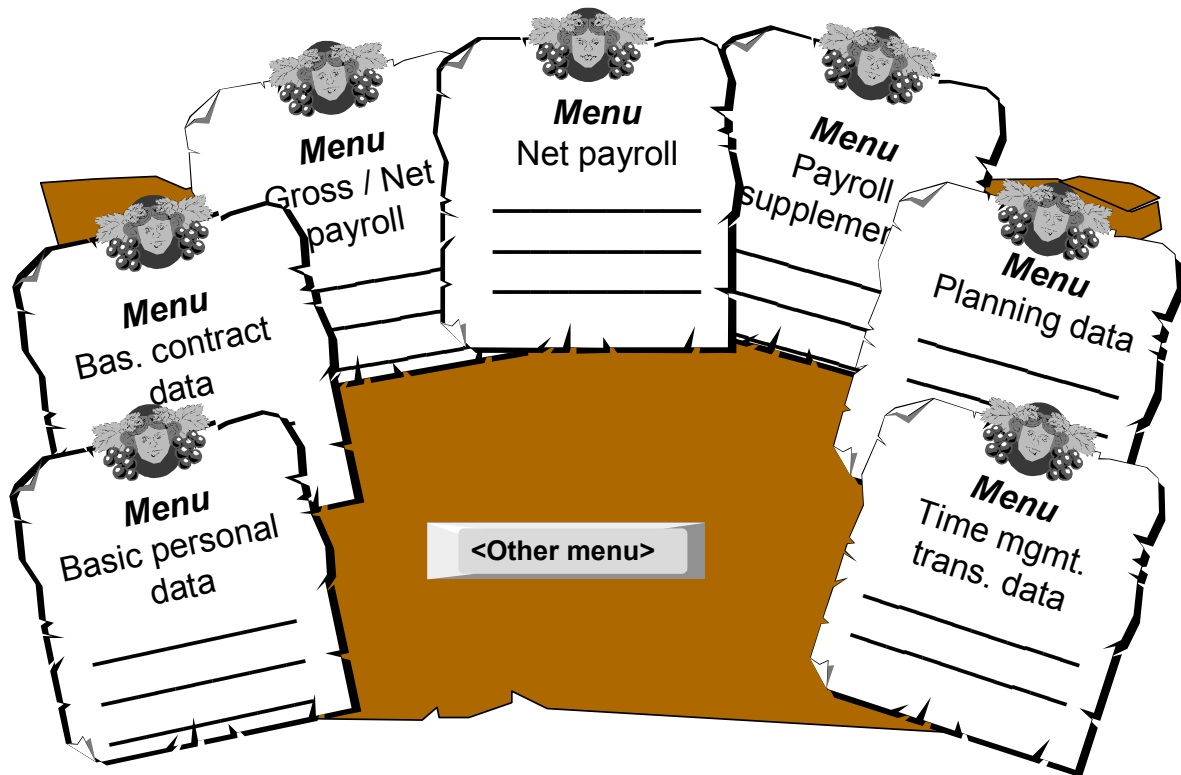 Menu
Basic personal
data
Menu
Bas. contract
data
Menu
Gross / Net
payroll
Menu
Net payroll
Menu
Payroll
supplemen
Menu
Planning data
Menu
Time mgmt.
trans. data
<Other menu>